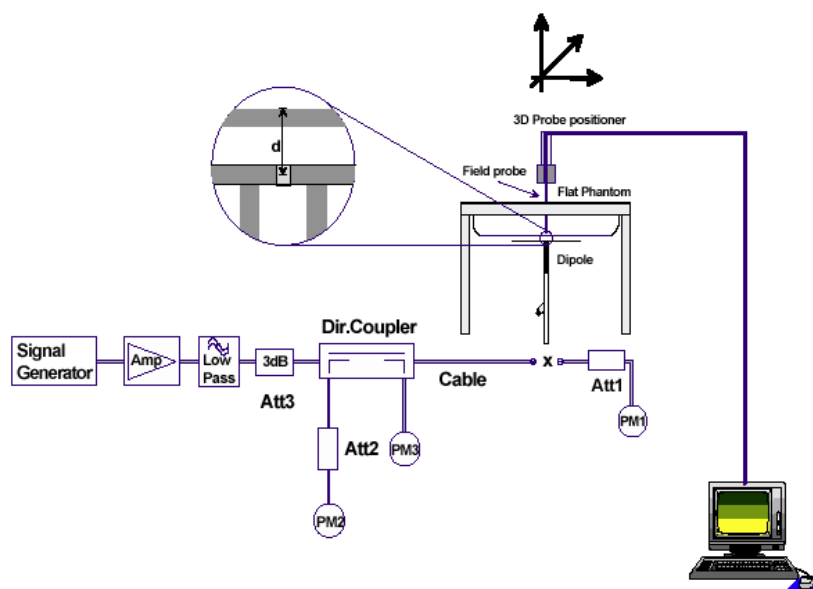 3D Probe positioner
d
Field probe
Flat Phantom
Dipole
Dir.Coupler
Signal
Generator
Amp
Low
Pass
3dB
Cable
x
Att3
Att1
PM1
Att2
PM3
PM2